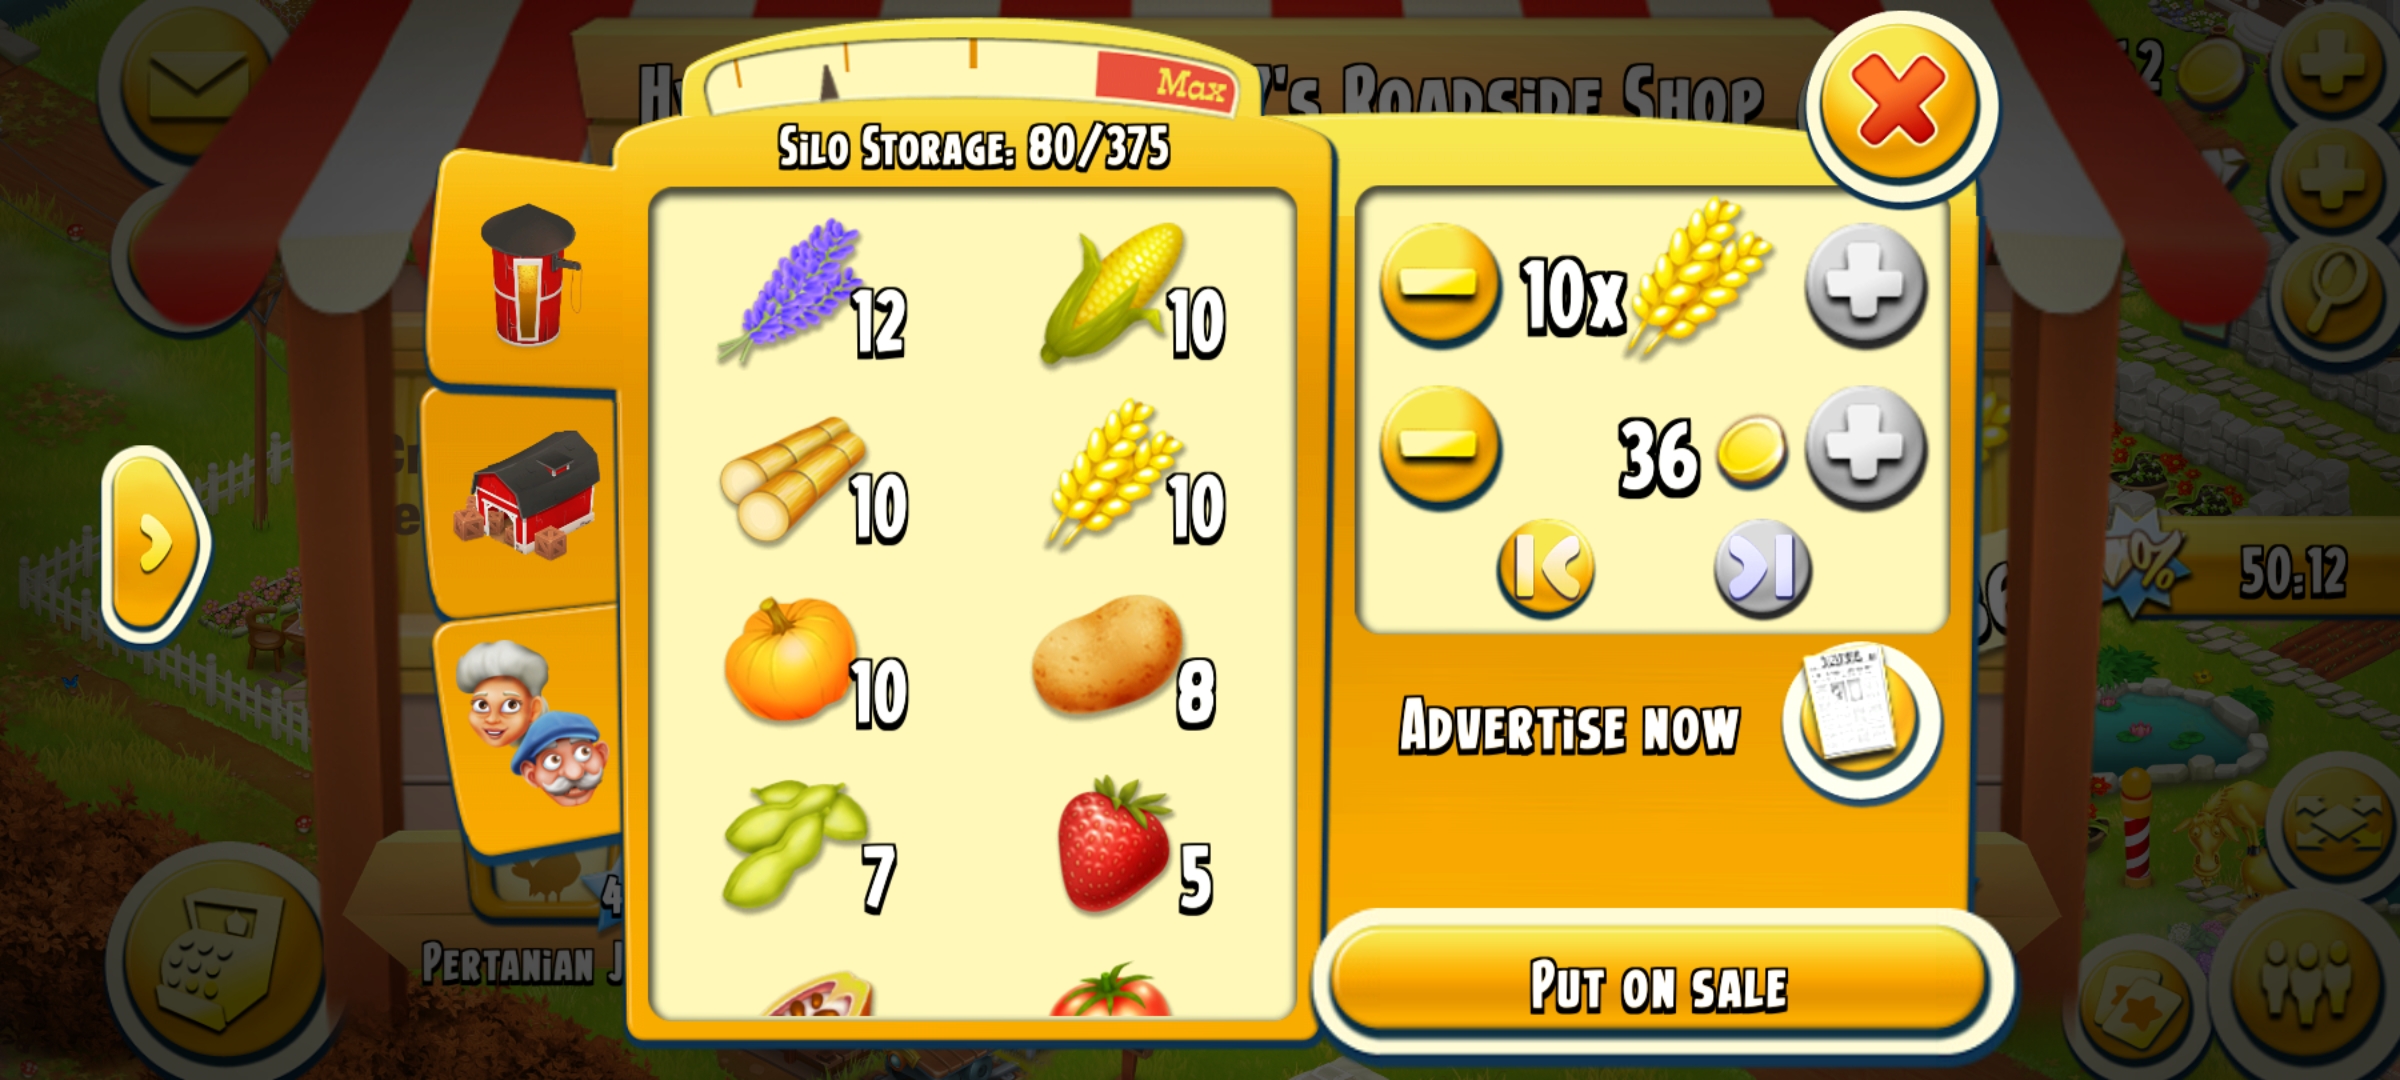 Max
's Roadside Shop
Silo Storage: 80/375
12
10
10x
10
10
36
50:12
10
8
Advertise now
7
5
Pertanian J
Put on sale